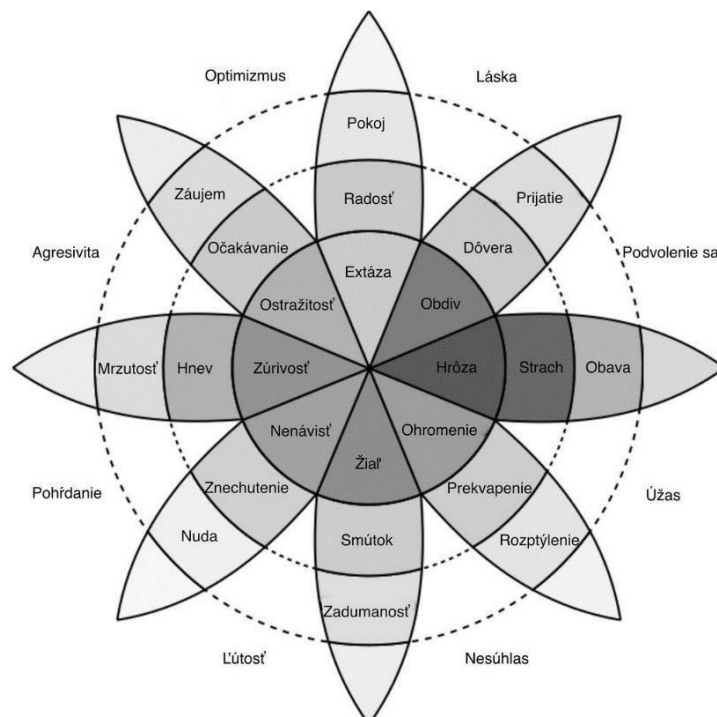 Optimizmus
Láska
Pokoj
Záujem
Prijatie
Radosť
Očakávanie
Dôvera
Agresivita
Podvolenie sa
Extáza
Ostražitosť
Obdiv
Mrzutosť
Hnev
Zúrivosť
Hrôza
Strach
Obava
Nenávisť
Ohromenie
Žiaľ
Znechutenie
Prekvapenie
Pohŕdanie
Úžas
Nuda
Smútok
Rozptýlenie
Zadumanosť
Ľútosť
Nesúhlas